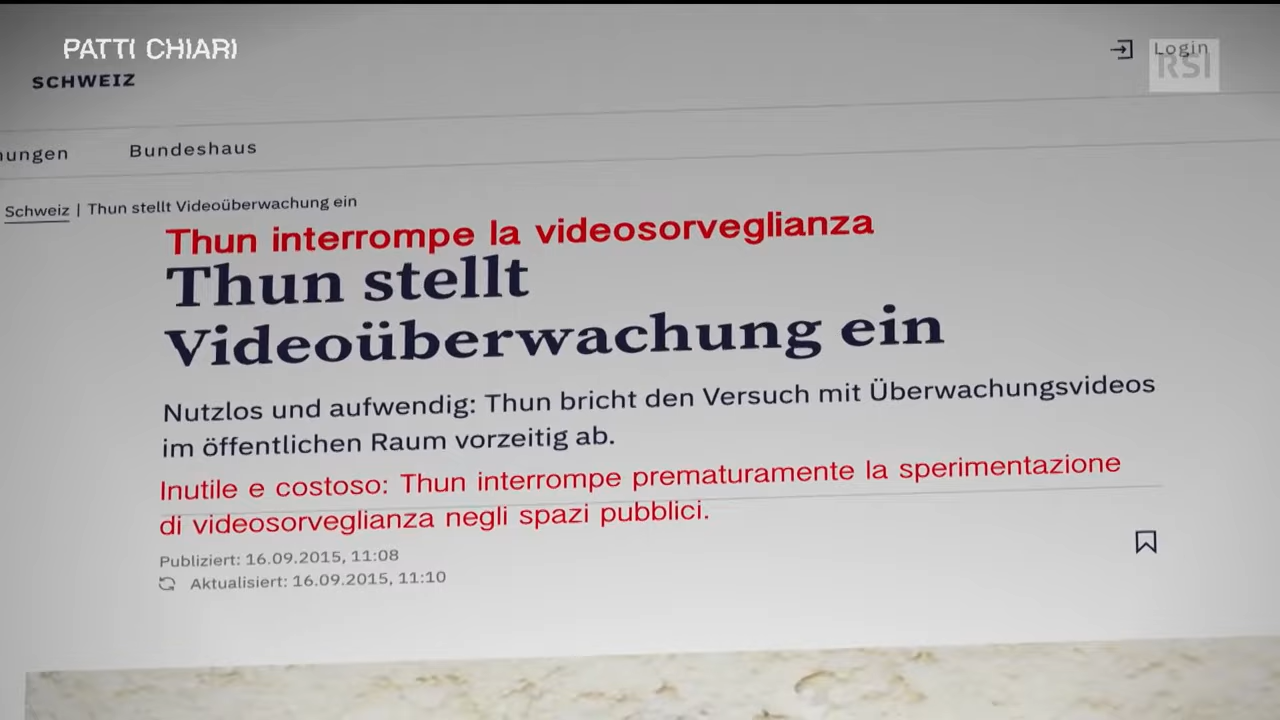 PATTI CHIARI
Login
RSI
SCHWEIZ
Bundeshaus
Schweiz | Thun stellt Videoüberwachung ein
Thun interrompe la videosorveglianza
Thun stellt
Videoüberwachung ein
Nutzlos und aufwendig: Thun bricht den Versuch mit Überwachungsvideos
im öffentlichen Raum vorzeitig ab.
Inutile e costoso: Thun interrompe prematuramente la sperimentazione
di videosorveglianza negli spazi pubblici.
Publiziert: 16.09.2015, 11:08
Aktualisiert: 16.09.2015, 11:10